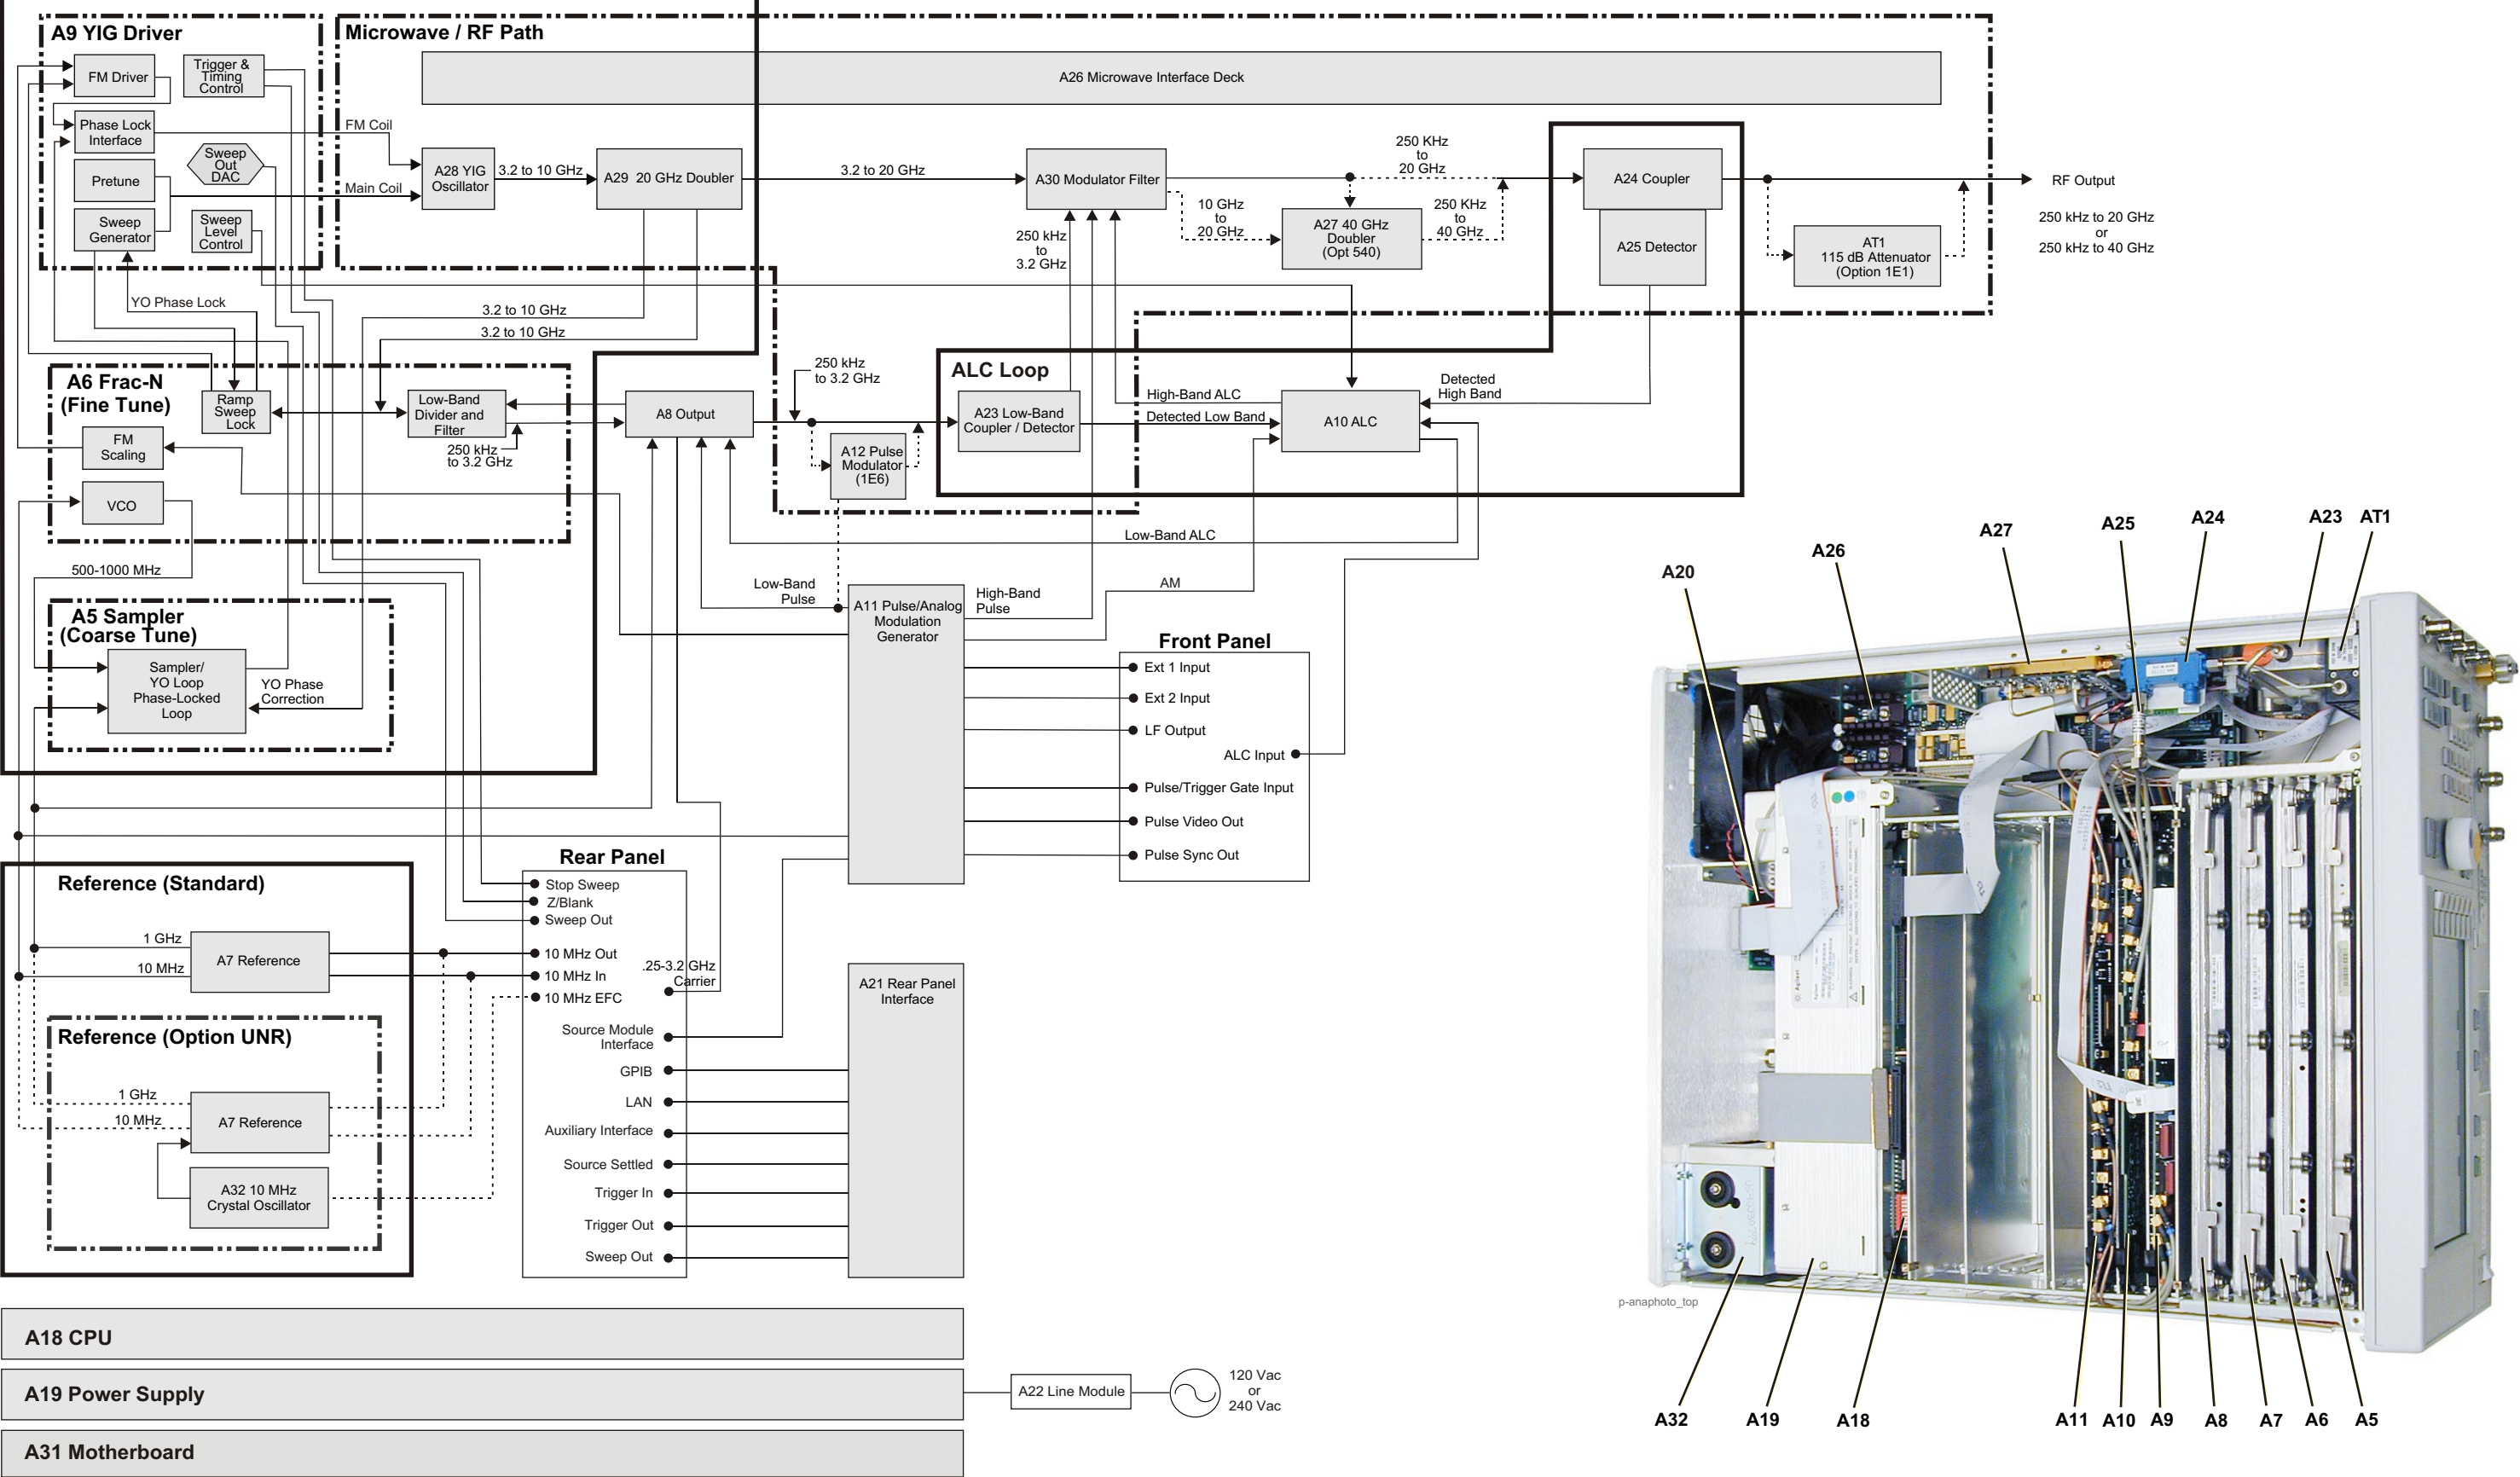 A9 YIG Driver
FM Driver
Trigger &
Timing
Control
Phase Lock
Interface
Sweep
Out
DAC
Pretune
Sweep
Generator
Sweep
Level
Control
Microwave / RF Path
A26 Microwave Interface Deck
FM Coil
Main Coil
A28 YIG
Oscillator
3.2 to 10 GHz
A29 20 GHz Doubler
3.2 to 20 GHz
A30 Modulator Filter
250 KHz
to
20 GHz
10 GHz
to
20 GHz
A27 40 GHz
Doubler
(Opt 540)
250 KHz
to
40 GHz
250 kHz
to
3.2 GHz
A24 Coupler
A25 Detector
AT1
115 dB Attenuator
(Option 1E1)
RF Output
250 kHz to 20 GHz
or
250 kHz to 40 GHz
YO Phase Lock
3.2 to 10 GHz
3.2 to 10 GHz
A6 Frac-N
(Fine Tune)
Ramp
Sweep
Lock
Low-Band
Divider and
Filter
250 kHz
to 3.2 GHz
FM
Scaling
VCO
A8 Output
250 kHz
to 3.2 GHz
A12 Pulse
Modulator
(1E6)
ALC Loop
A23 Low-Band
Coupler / Detector
High-Band ALC
Detected Low Band
A10 ALC
Detected
High Band
Low-Band ALC
500-1000 MHz
A5 Sampler
(Coarse Tune)
Sampler/
YO Loop
Phase-Locked
Loop
YO Phase
Correction
Low-Band
Pulse
A11 Pulse/Analog
Modulation
Generator
High-Band
Pulse
AM
Front Panel
Ext 1 Input
Ext 2 Input
LF Output
ALC Input
Pulse/Trigger Gate Input
Pulse Video Out
Pulse Sync Out
Reference (Standard)
1 GHz
10 MHz
A7 Reference
Reference (Option UNR)
1 GHz
10 MHz
A7 Reference
A32 10 MHz
Crystal Oscillator
Rear Panel
Stop Sweep
Z/Blank
Sweep Out
10 MHz Out
10 MHz In
10 MHz EFC
.25-3.2 GHz
Carrier
Source Module
Interface
GPIB
LAN
Auxiliary Interface
Source Settled
Trigger In
Trigger Out
Sweep Out
A21 Rear Panel
Interface
A18 CPU
A19 Power Supply
A31 Motherboard
A22 Line Module
120 Vac
or
240 Vac
A20
A26
A27
A25
A24
A23
AT1
p-anaphoto_top
A32
A19
A18
A11
A10
A9
A8
A7
A6
A5